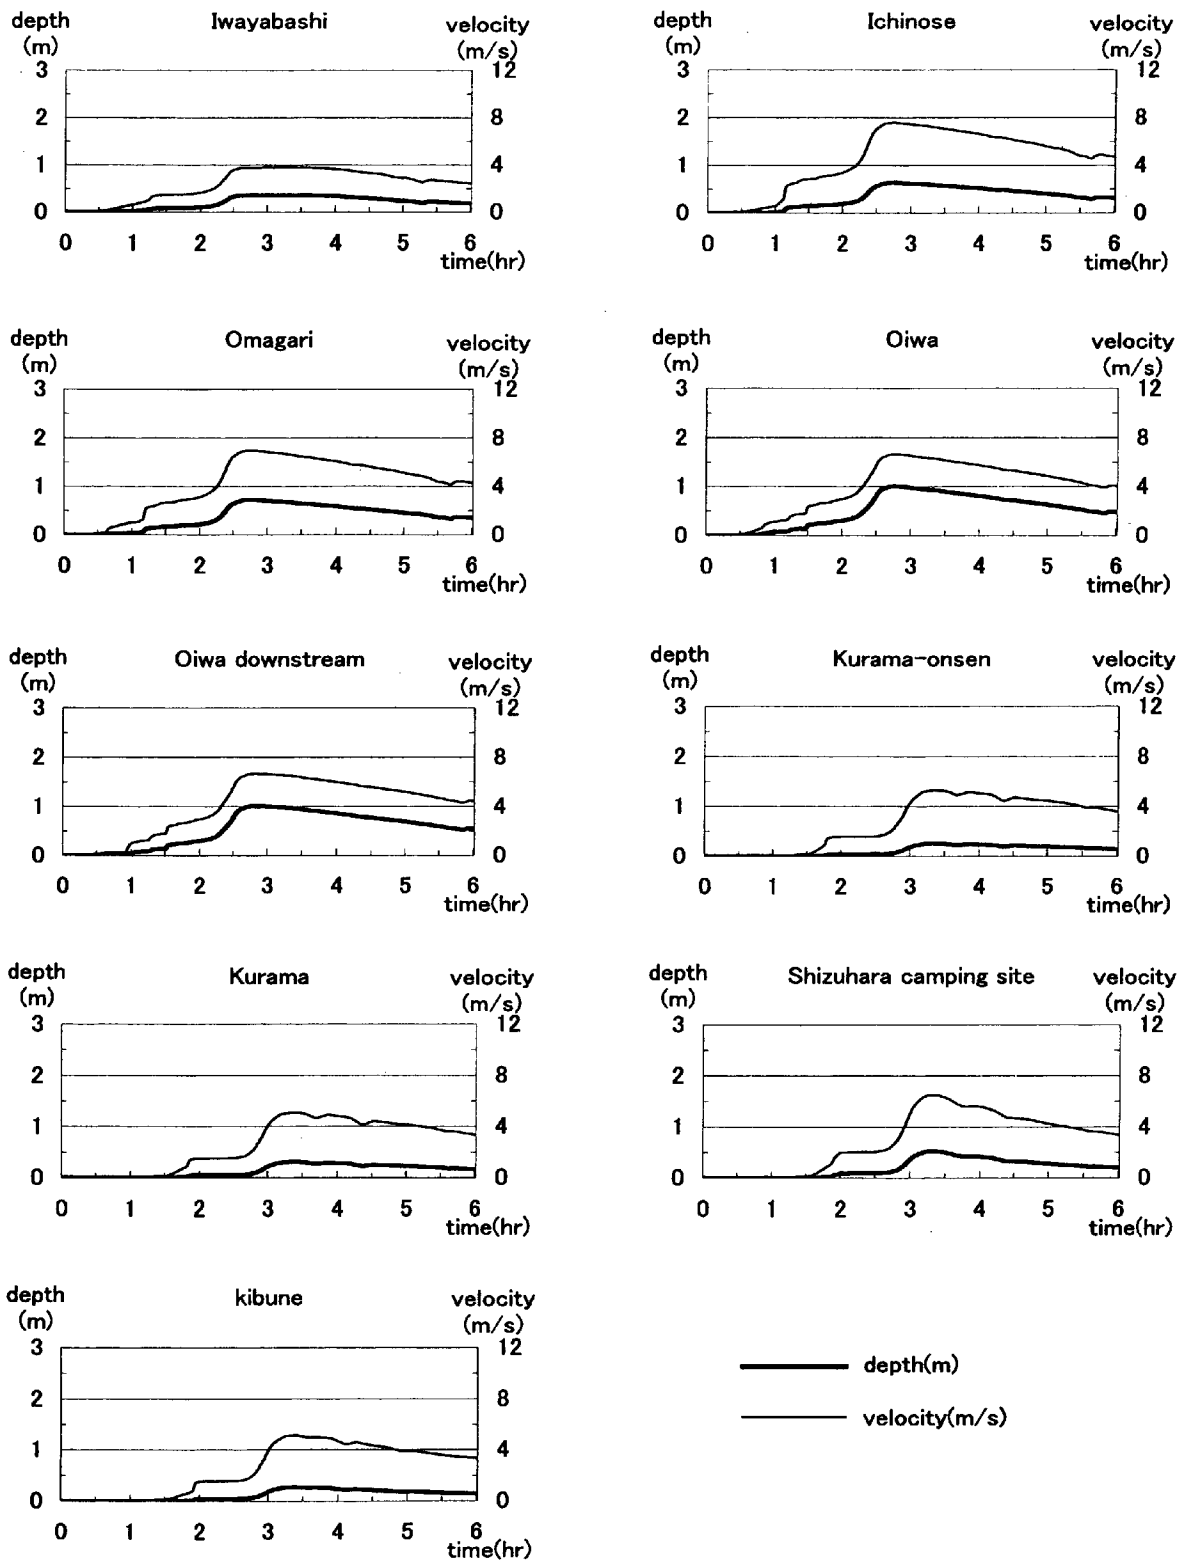 Iwayabashi
depth
(m)
velocity
(m/s)
3
2
1
0
12
8
4
0
0 1 2 3 4 5 6
time(hr)
Ichinose
depth
(m)
velocity
(m/s)
3
2
1
0
12
8
4
0
0 1 2 3 4 5 6
time(hr)
Omagari
depth
(m)
velocity
(m/s)
3
2
1
0
12
8
4
0
0 1 2 3 4 5 6
time(hr)
Oiwa
depth
(m)
velocity
(m/s)
3
2
1
0
12
8
4
0
0 1 2 3 4 5 6
time(hr)
Oiwa downstream
depth
(m)
velocity
(m/s)
3
2
1
0
12
8
4
0
0 1 2 3 4 5 6
time(hr)
Kurama-onsen
depth
(m)
velocity
(m/s)
3
2
1
0
12
8
4
0
0 1 2 3 4 5 6
time(hr)
Kurama
depth
(m)
velocity
(m/s)
3
2
1
0
12
8
4
0
0 1 2 3 4 5 6
time(hr)
Shizuhara camping site
depth
(m)
velocity
(m/s)
3
2
1
0
12
8
4
0
0 1 2 3 4 5 6
time(hr)
kibune
depth
(m)
velocity
(m/s)
3
2
1
0
12
8
4
0
0 1 2 3 4 5 6
time(hr)
depth(m)
velocity(m/s)